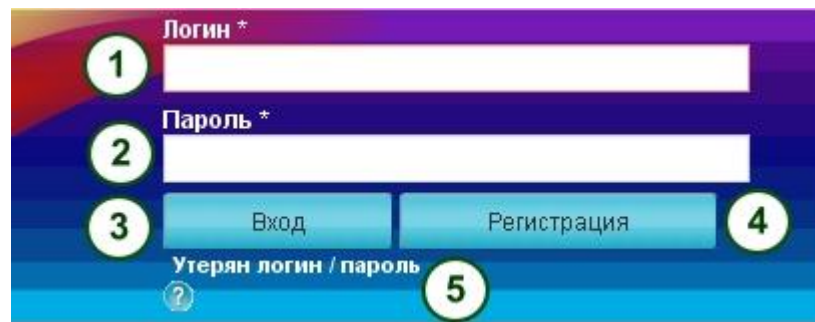 Логин *
1
Пароль *
2
3 Вход Регистрация 4
Утерян логин / пароль 5
?